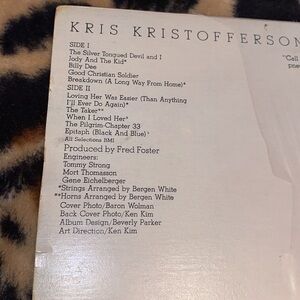 KRIS KRISTOFFERSON
"Call
SIDE I
The Silver Tongued Devil and I
Jody And The Kid*
Billy Dee
Good Christian Soldier
Breakdown (A Long Way From Home)*
SIDE II
Loving Her Was Easier (Than Anything
I'll Ever Do Again)*
The Taker**
When I Loved Her*
The Pilgrim-Chapter 33
Epitaph (Black And Blue)*
All Selections BMI
Produced by Fred Foster
Engineers:
Tommy Strong
Mort Thomasson
Gene Eichelberger
*Strings Arranged by Bergen White
**Horns Arranged by Bergen White
Cover Photo/Baron Wolman
Back Cover Photo/Ken Kim
Album Design/Beverly Parker
Art Direction/Ken Kim